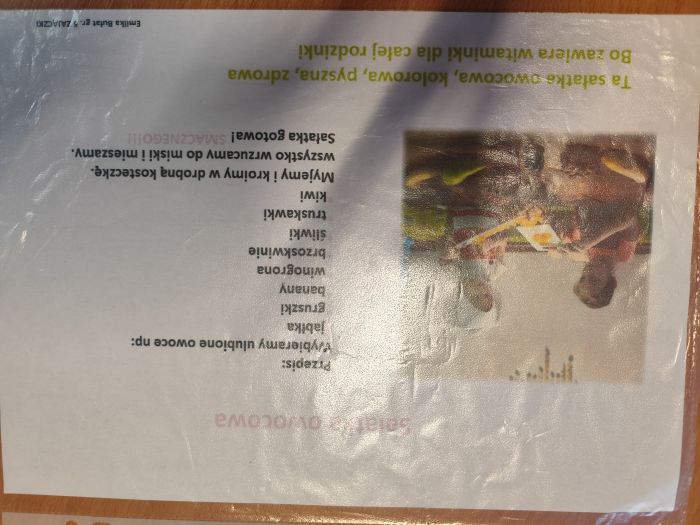 Sałatka owocowa
Przepis:
Wybieramy ulubione owoce np:
jabłka
gruszki
banany
winogrona
brzoskwinie
śliwki
truskawki
kiwi
Myjemy i kroimy w drobną kosteczkę.
wszystko wrzucamy do miski i mieszamy.
Sałatka gotowa! SMACZNEGO!!!
Ta sałatka owocowa, kolorowa, pyszna, zdrowa
Bo zawiera witaminki dla całej rodzinki
Emilka Bufat gr. 5 ZAJĄCZKI